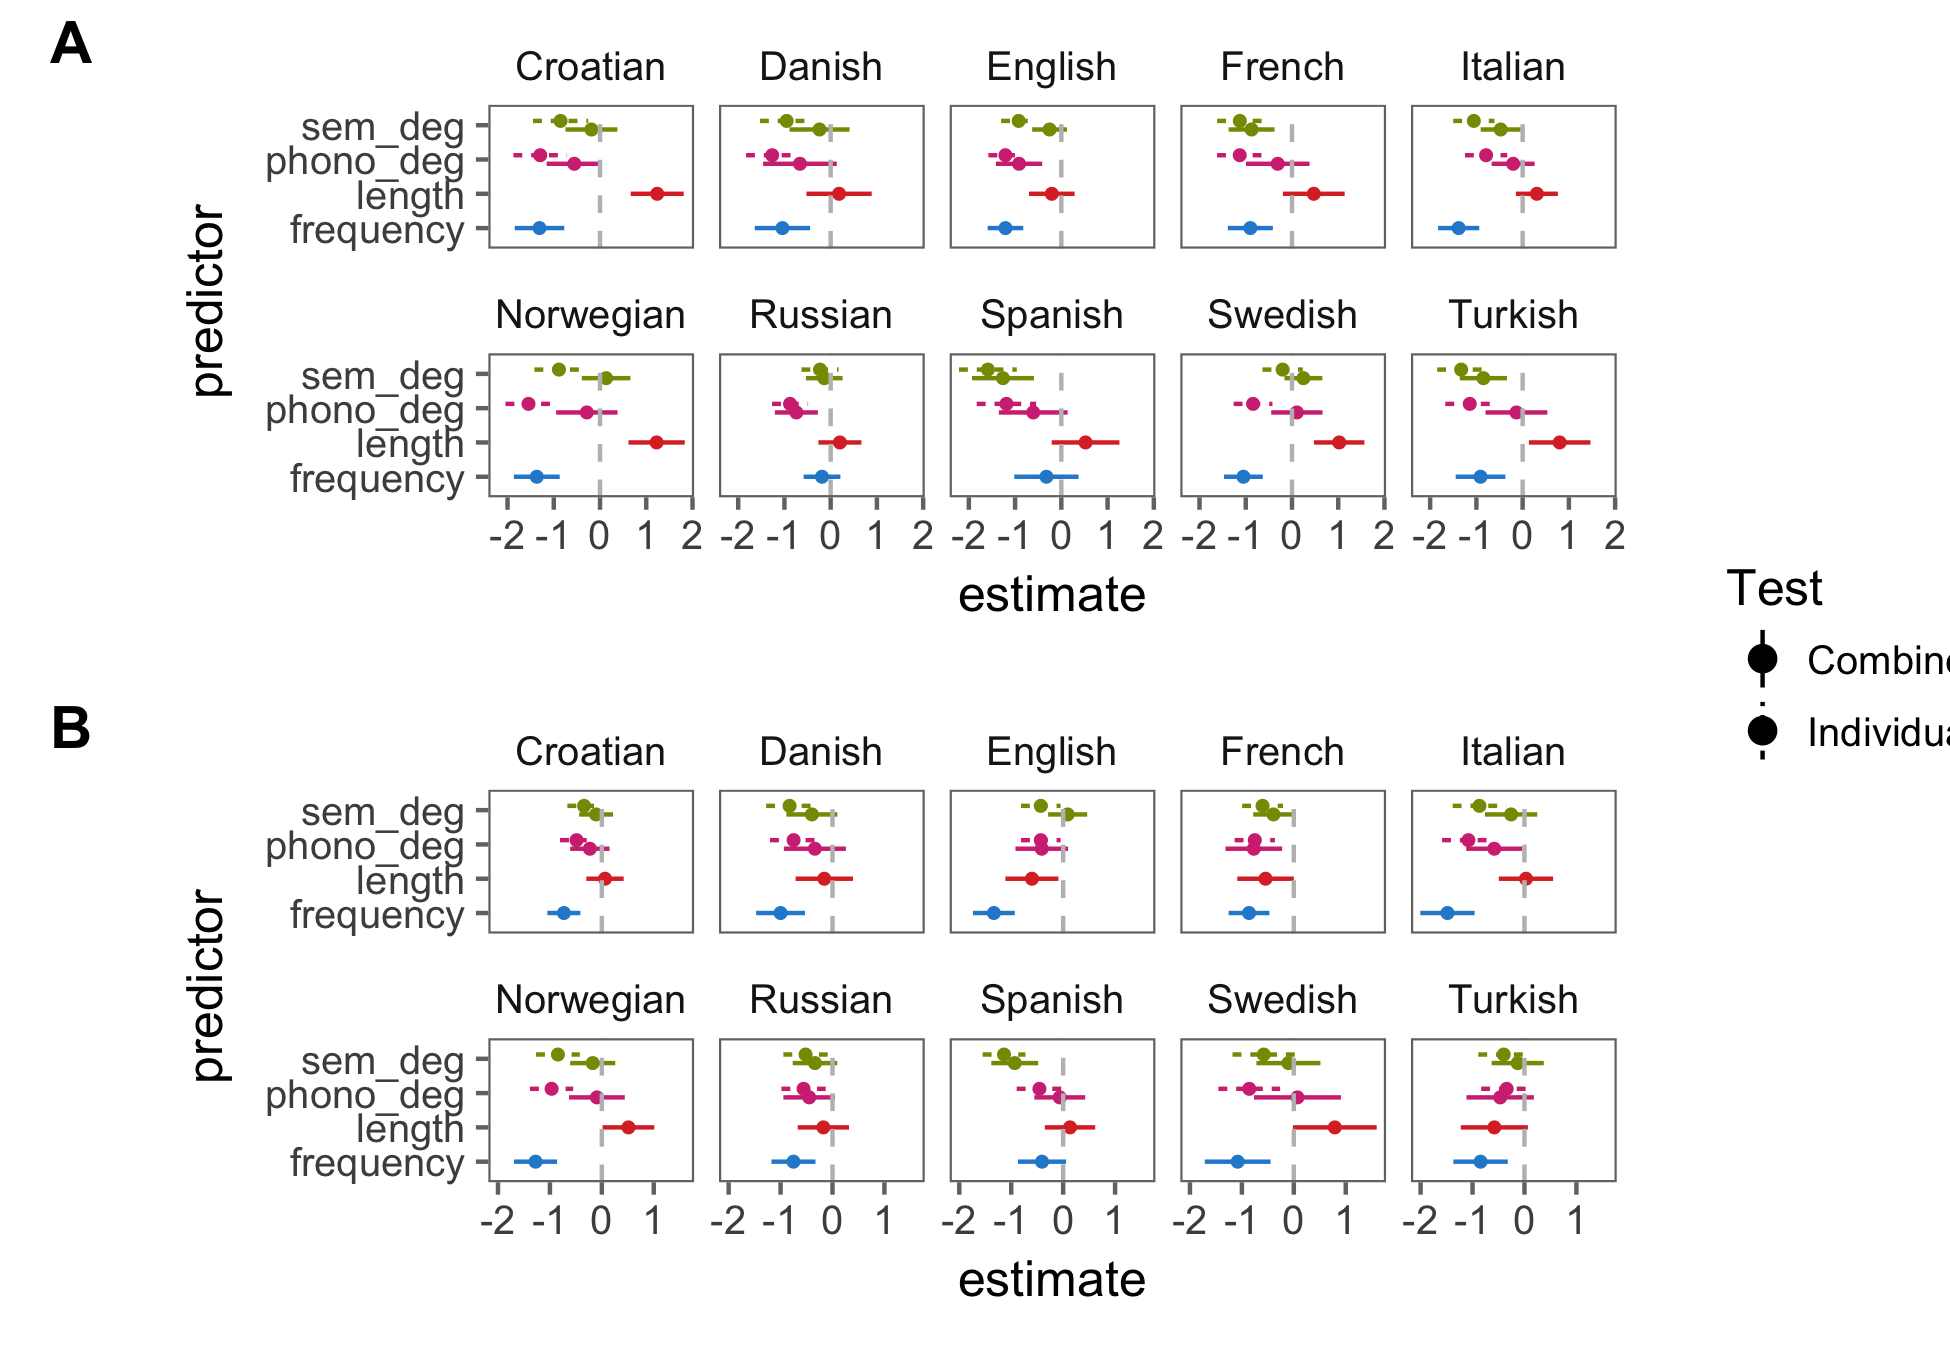 A
Croatian Danish English French Italian
sem_deg
phono_deg
length
frequency
Norwegian Russian Spanish Swedish Turkish
sem_deg
phono_deg
length
frequency
predictor
-2 -1 0 1 2 -2 -1 0 1 2 -2 -1 0 1 2 -2 -1 0 1 2 -2 -1 0 1 2
estimate
Test
Combine
Individua
B
Croatian Danish English French Italian
sem_deg
phono_deg
length
frequency
Norwegian Russian Spanish Swedish Turkish
sem_deg
phono_deg
length
frequency
predictor
-2 -1 0 1 -2 -1 0 1 -2 -1 0 1 -2 -1 0 1 -2 -1 0 1
estimate